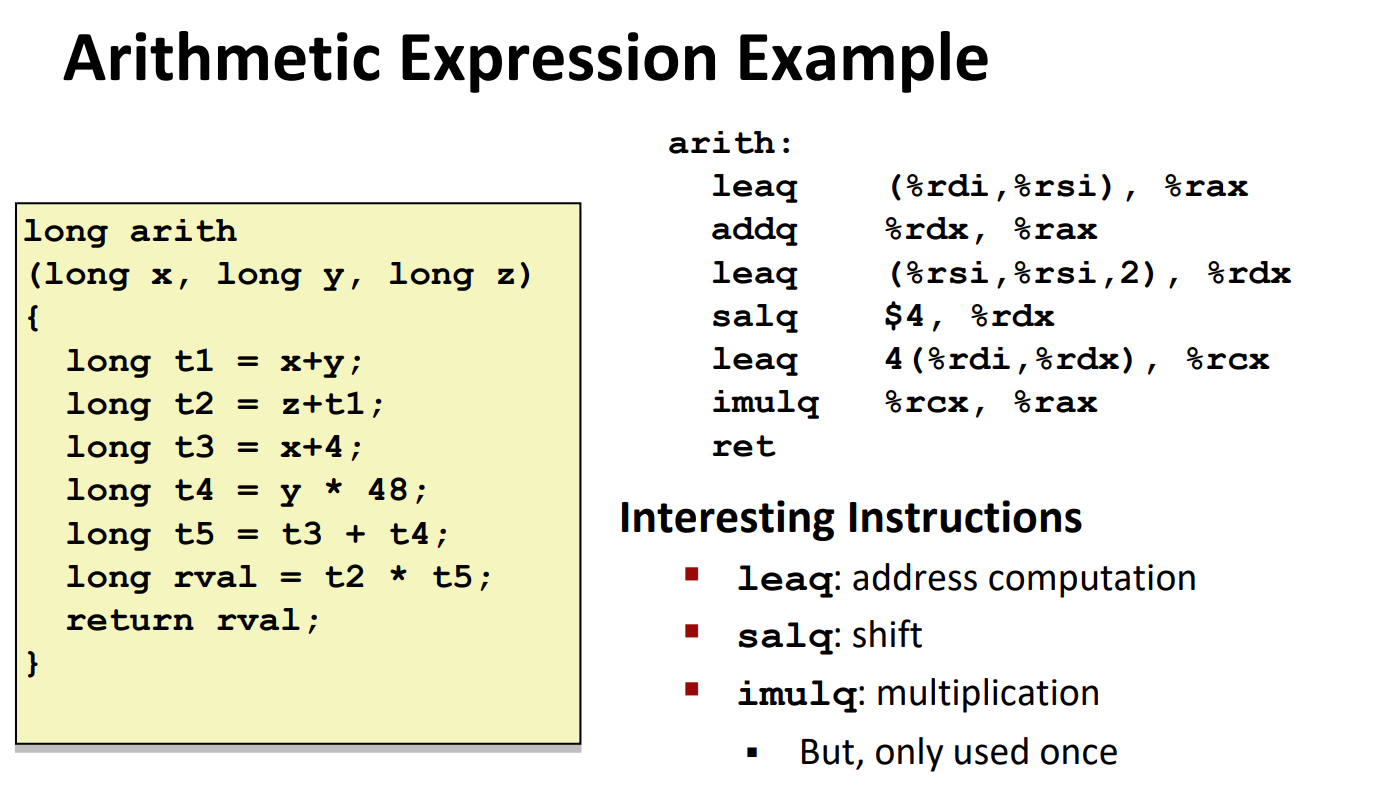 Arithmetic Expression Example
long arith
(long x, long y, long z)
{
  long t1 = x+y;
  long t2 = z+t1;
  long t3 = x+4;
  long t4 = y * 48;
  long t5 = t3 + t4;
  long rval = t2 * t5;
  return rval;
}
arith:
  leaq    (%rdi,%rsi), %rax
  addq    %rdx, %rax
  leaq    (%rsi,%rsi,2), %rdx
  salq    $4, %rdx
  leaq    4(%rdi,%rdx), %rcx
  imulq   %rcx, %rax
  ret
Interesting Instructions
▪ leaq: address computation
▪ salq: shift
▪ imulq: multiplication
▪ But, only used once